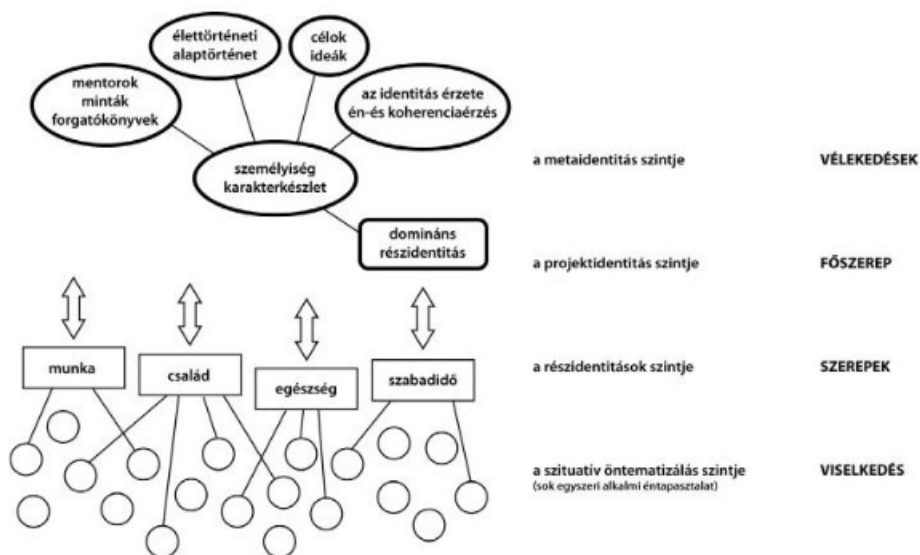 élettörténeti
alaptörténet
célok
ideák
mentorok
minták
forgatókönyvek
az identitás érzete
én-és koherenciaérzés
személyiség
karakterkészlet
a metaidentitás szintje
VÉLEKEDÉSEK
domináns
részidentitás
a projektidentitás szintje
FŐSZEREP
munka
család
egészség
szabadidő
a részidentitások szintje
SZEREPEK
a szituatív öntematizálás szintje
(sok egyszeri alkalmi éntapasztalat)
VISELKEDÉS